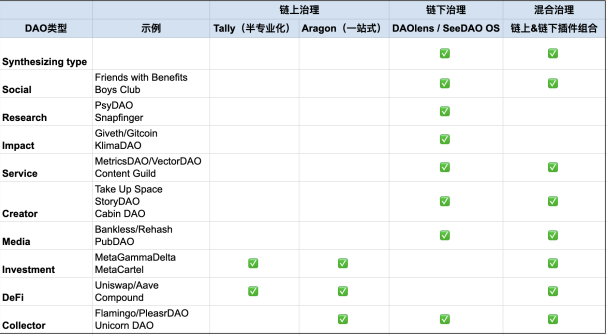 链上治理 链下治理 混合治理
DAO类型 示例 Tally（半专业化） Aragon（一站式） DAOlens / SeeDAO OS 链上&链下插件组合
Synthesizing type
Friends with Benefits
Social Boys Club
PsyDAO
Research Snapfinger
Giveth/Gitcoin
Impact KlimaDAO
MetricsDAO/VectorDAO
Service Content Guild
Take Up Space
StoryDAO
Creator Cabin DAO
Bankless/Rehash
Media PubDAO
MetaGammaDelta
Investment MetaCartel
Uniswap/Aave
DeFi Compound
Flamingo/PleasrDAO
Collector Unicorn DAO